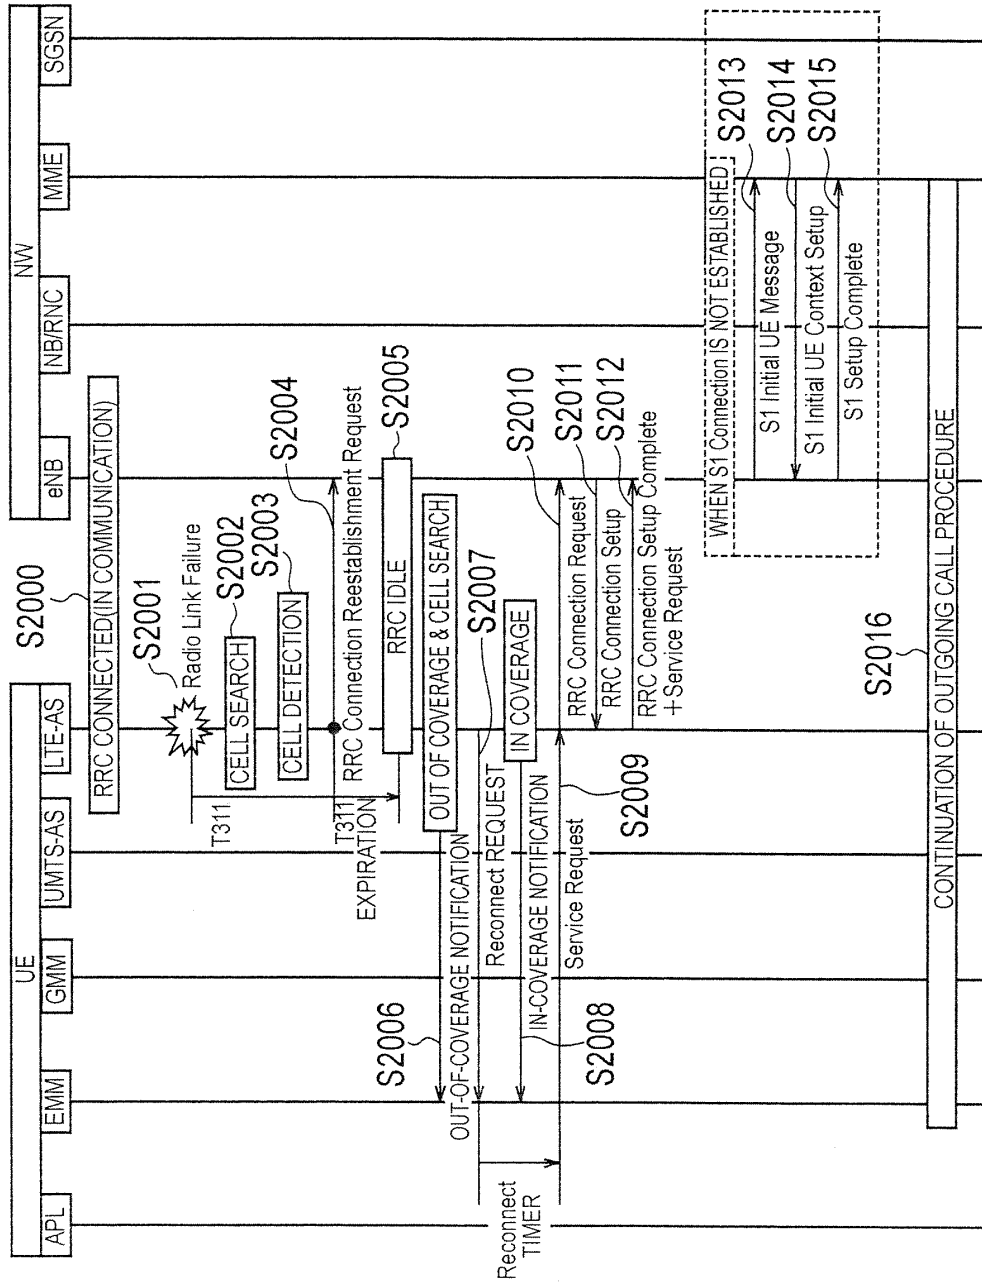 UE
NW
APL
EMM
GMM
UMTS-AS
LTE-AS
eNB
NB/RNC
MME
SGSN
S2000
RRC CONNECTED(IN COMMUNICATION)
S2001
Radio Link Failure
T311
CELL SEARCH
S2002
CELL DETECTION
S2003
S2004
RRC Connection Reestablishment Request
T311
EXPIRATION
RRC IDLE
S2005
OUT OF COVERAGE & CELL SEARCH
S2006
OUT-OF-COVERAGE NOTIFICATION
S2007
Reconnect REQUEST
Reconnect
TIMER
IN COVERAGE
IN-COVERAGE NOTIFICATION
S2008
S2009
Service Request
S2010
RRC Connection Request
S2011
RRC Connection Setup
S2012
RRC Connection Setup Complete
+Service Request
WHEN S1 Connection IS NOT ESTABLISHED
S2013
S1 Initial UE Message
S2014
S1 Initial UE Context Setup
S2015
S1 Setup Complete
S2016
CONTINUATION OF OUTGOING CALL PROCEDURE